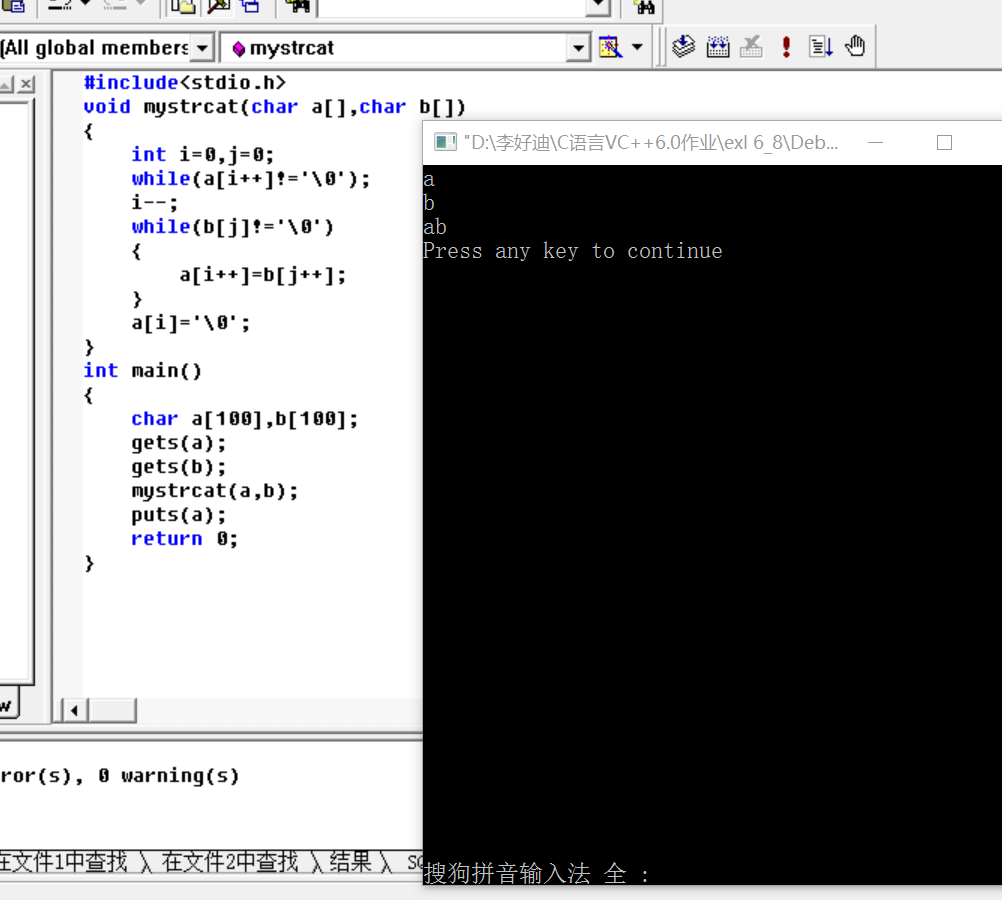 (All global members
mystrcat
#include<stdio.h>
void mystrcat(char a[],char b[])
{
int i=0,j=0;
while(a[i++]!='\0');
i--;
while(b[j]!='\0')
{
a[i++]=b[j++];
}
a[i]='\0';
}
int main()
{
char a[100],b[100];
gets(a);
gets(b);
mystrcat(a,b);
puts(a);
return 0;
}
"D:\李好迪\C语言VC++6.0作业\exl 6_8\Deb...
a
b
ab
Press any key to continue
搜狗拼音输入法 全 :
w
ror(s), 0 warning(s)
在文件1中查找 在文件2中查找 结果 SQ